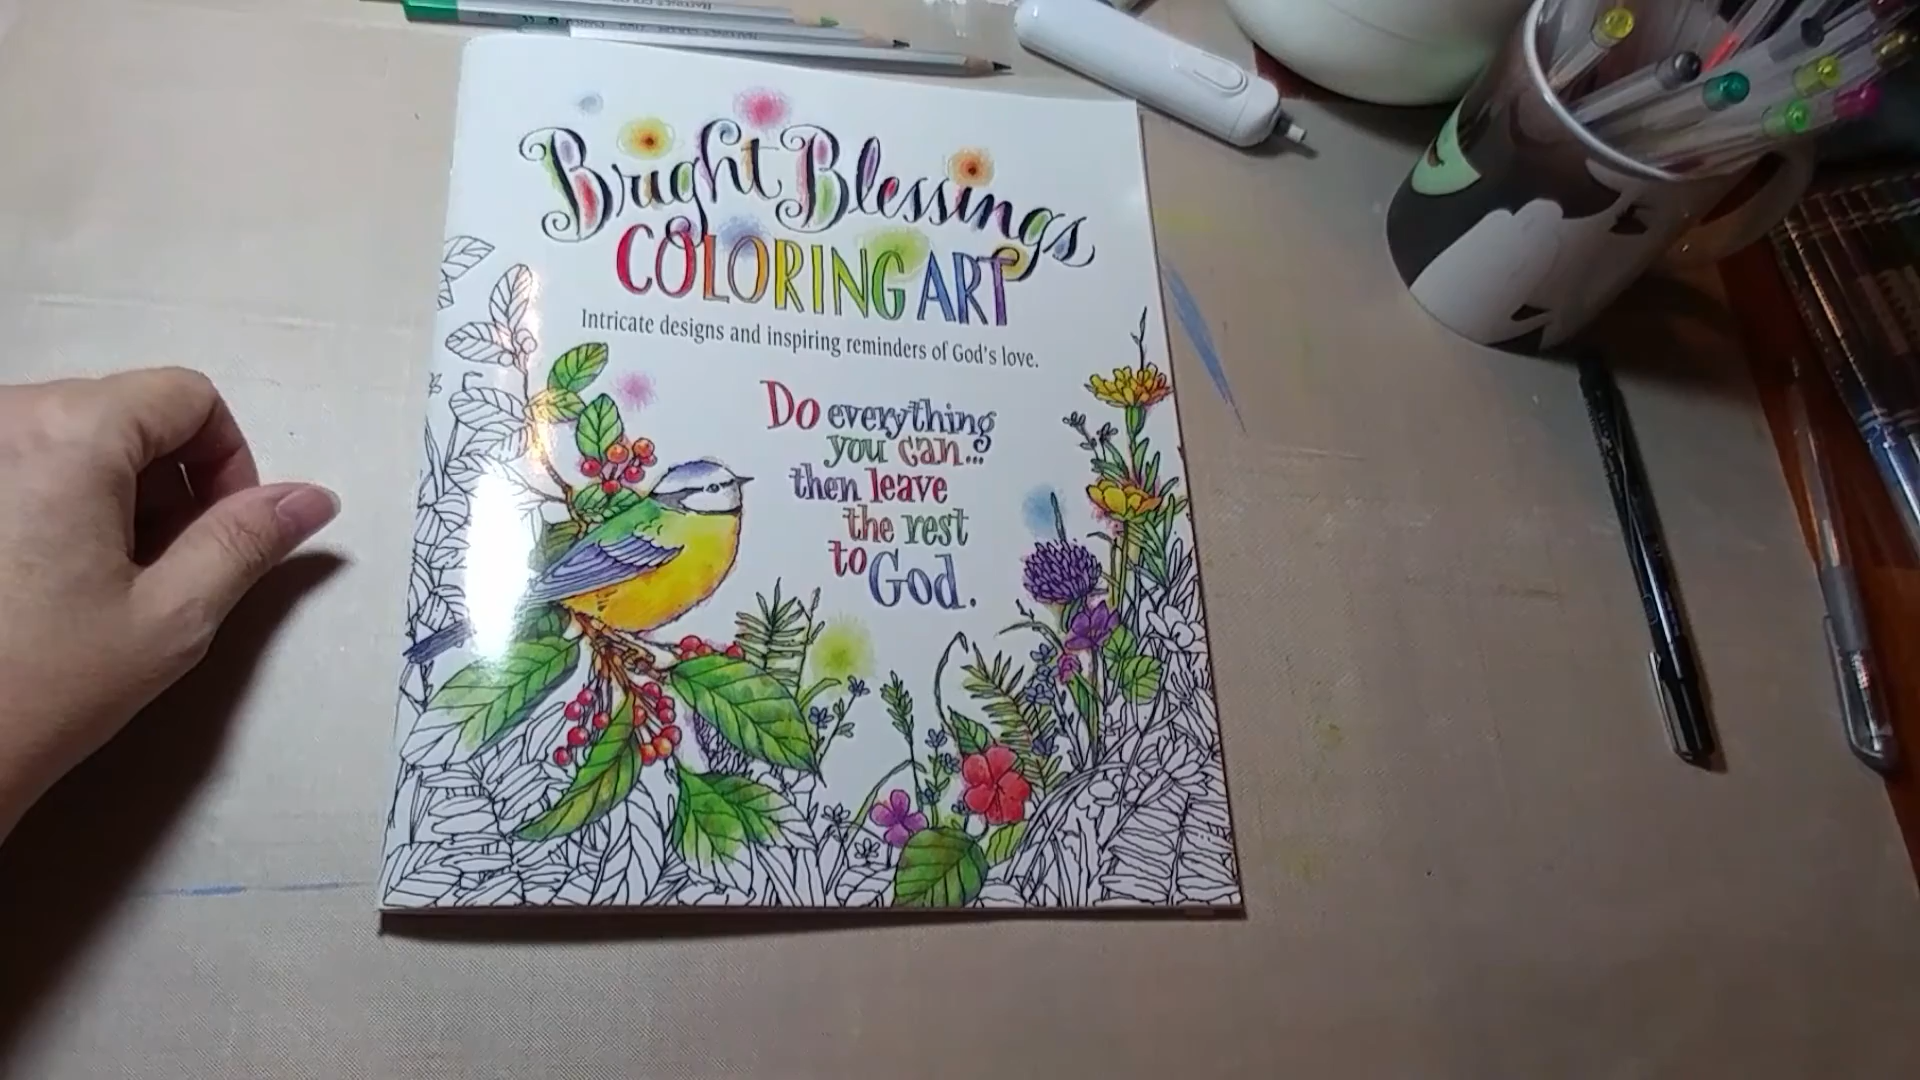 Bright Blessings
COLORING ART
Intricate designs and inspiring reminders of God's love.
Do everything
you can...
then leave
the rest
to God.